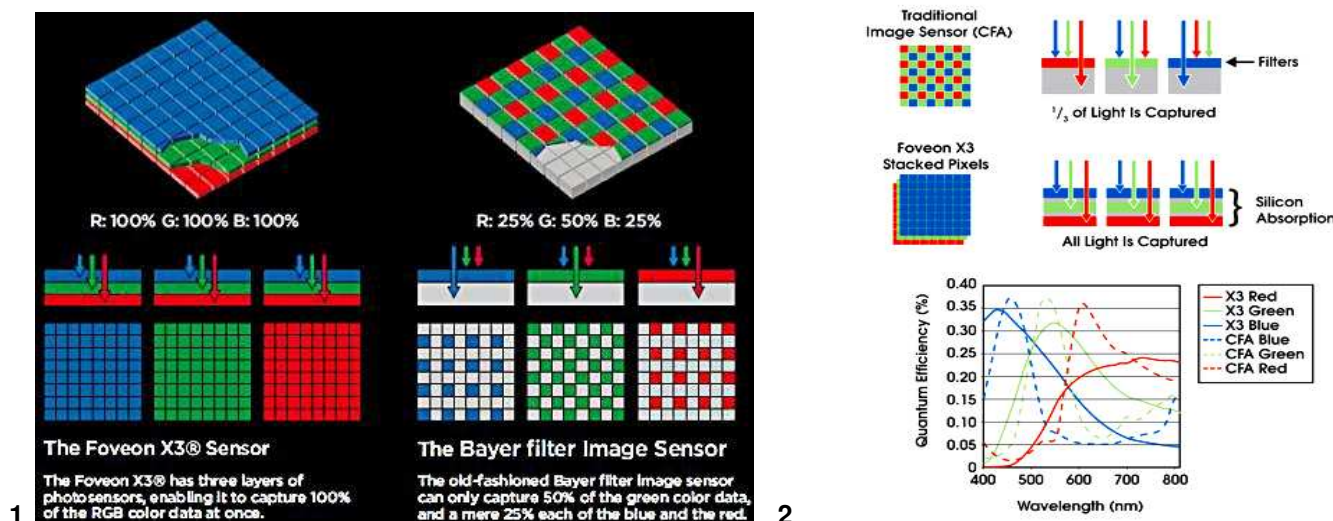 R: 100% G: 100% B: 100%
R: 25% G: 50% B: 25%
The Foveon X3® Sensor
The Foveon X3® has three layers of
photosensors, enabling it to capture 100%
of the RGB color data at once.
The Bayer filter Image Sensor
The old-fashioned Bayer filter image sensor
can only capture 50% of the green color data,
and a mere 25% each of the blue and the red.
1
Traditional
Image Sensor (CFA)
Filters
1/3 of Light Is Captured
Foveon X3
Stacked Pixels
Silicon
Absorption
All Light Is Captured
Quantum Efficiency (%)
0.40
0.35
0.30
0.25
0.20
0.15
0.10
0.05
0
400 500 600 700 800
Wavelength (nm)
X3 Red
X3 Green
X3 Blue
CFA Blue
CFA Green
CFA Red
2